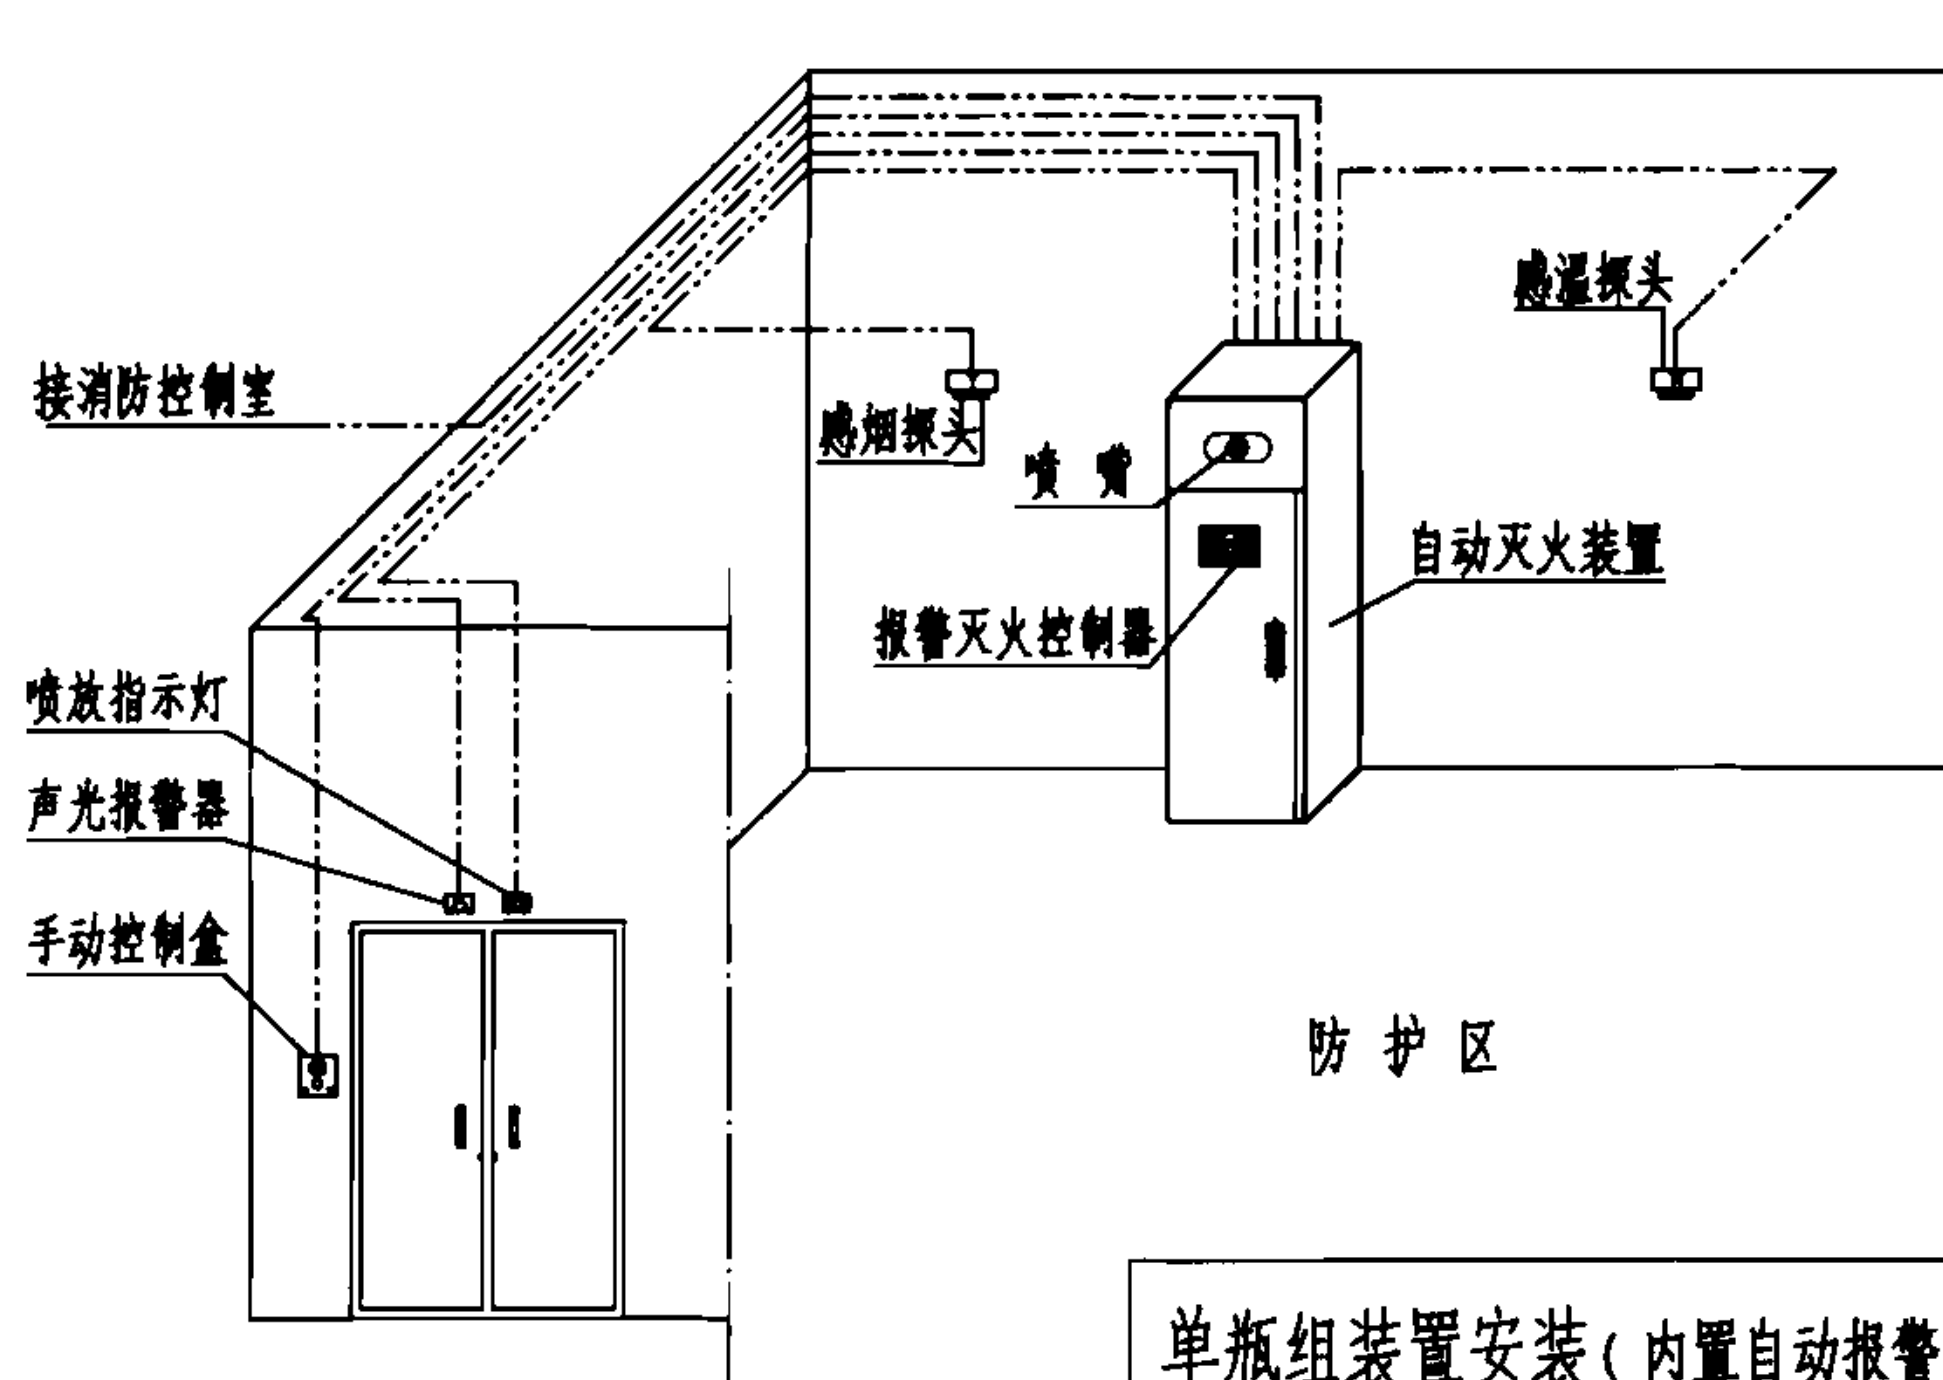 感温探头
接消防控制室
感烟探头
喷 嘴
自动灭火装置
报警灭火控制器
喷放指示灯
声光报警器
手动控制盒
防护区
单瓶组装置安装(内置自动报警